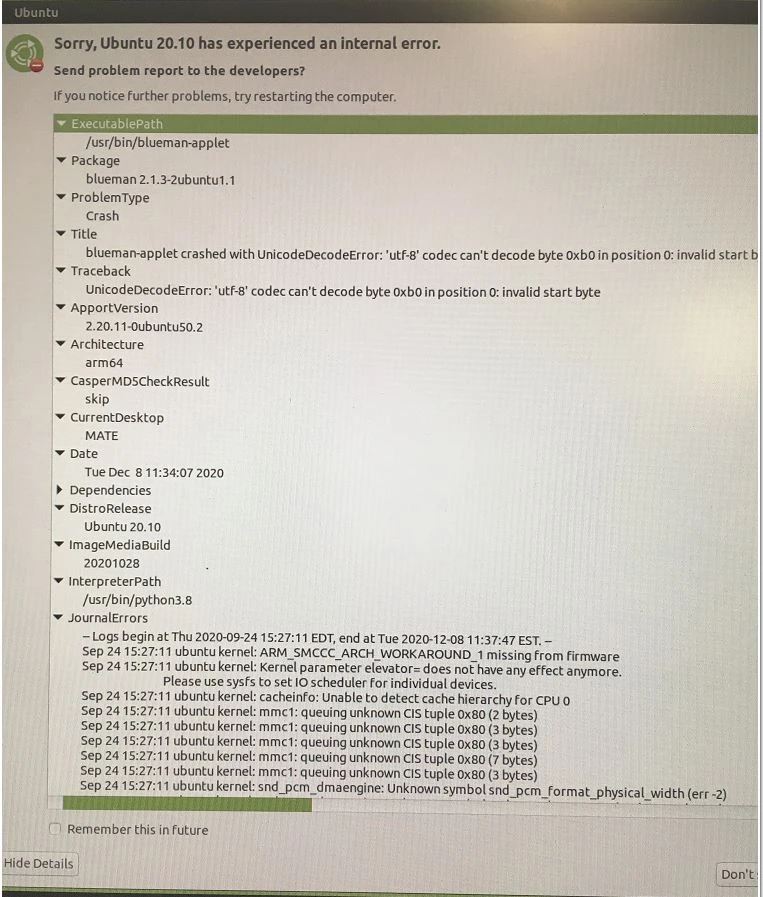 Ubuntu
Sorry, Ubuntu 20.10 has experienced an internal error.
Send problem report to the developers?
If you notice further problems, try restarting the computer.
ExecutablePath
/usr/bin/blueman-applet
Package
blueman 2.1.3-2ubuntu1.1
ProblemType
Crash
Title
blueman-applet crashed with UnicodeDecodeError: 'utf-8' codec can't decode byte 0xb0 in position 0: invalid start b
Traceback
UnicodeDecodeError: 'utf-8' codec can't decode byte 0xb0 in position 0: invalid start byte
ApportVersion
2.20.11-0ubuntu50.2
Architecture
arm64
CasperMD5CheckResult
skip
CurrentDesktop
MATE
Date
Tue Dec 8 11:34:07 2020
Dependencies
DistroRelease
Ubuntu 20.10
ImageMediaBuild
20201028
InterpreterPath
/usr/bin/python3.8
JournalErrors
-- Logs begin at Thu 2020-09-24 15:27:11 EDT, end at Tue 2020-12-08 11:37:47 EST. --
Sep 24 15:27:11 ubuntu kernel: ARM_SMCCC_ARCH_WORKAROUND_1 missing from firmware
Sep 24 15:27:11 ubuntu kernel: Kernel parameter elevator= does not have any effect anymore.
Please use sysfs to set IO scheduler for individual devices.
Sep 24 15:27:11 ubuntu kernel: cacheinfo: Unable to detect cache hierarchy for CPU 0
Sep 24 15:27:11 ubuntu kernel: mmc1: queuing unknown CIS tuple 0x80 (2 bytes)
Sep 24 15:27:11 ubuntu kernel: mmc1: queuing unknown CIS tuple 0x80 (3 bytes)
Sep 24 15:27:11 ubuntu kernel: mmc1: queuing unknown CIS tuple 0x80 (3 bytes)
Sep 24 15:27:11 ubuntu kernel: mmc1: queuing unknown CIS tuple 0x80 (7 bytes)
Sep 24 15:27:11 ubuntu kernel: mmc1: queuing unknown CIS tuple 0x80 (3 bytes)
Sep 24 15:27:11 ubuntu kernel: snd_pcm_dmaengine: Unknown symbol snd_pcm_format_physical_width (err -2)
Remember this in future
Hide Details
Don't